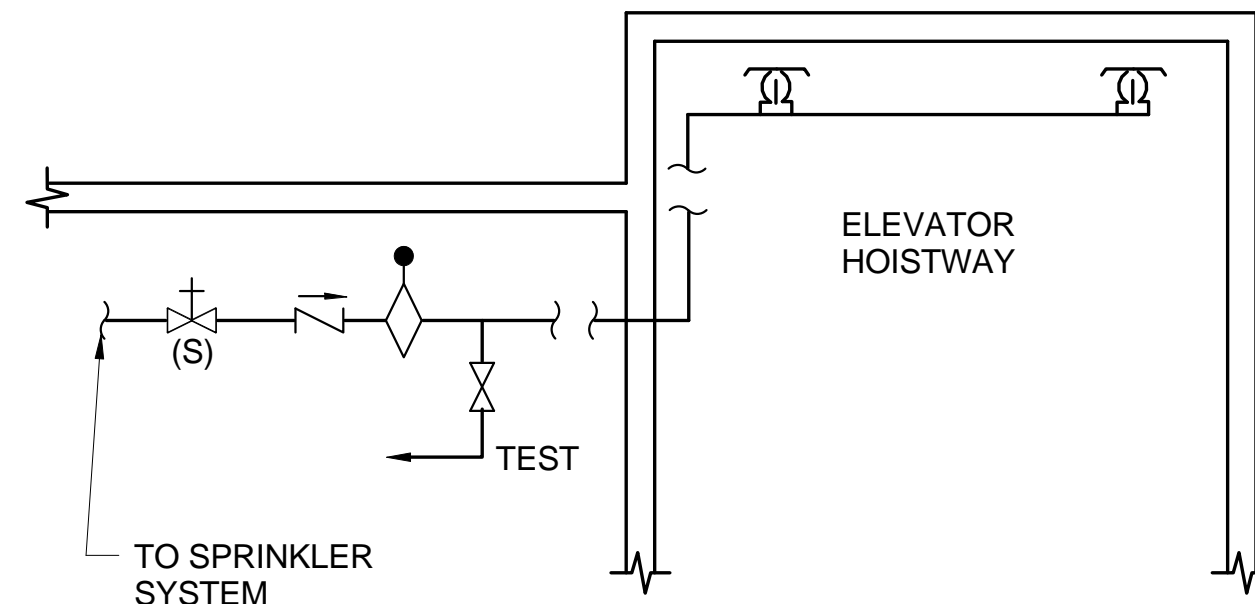 ELEVATOR
HOISTWAY
(S)
TEST
TO SPRINKLER
SYSTEM